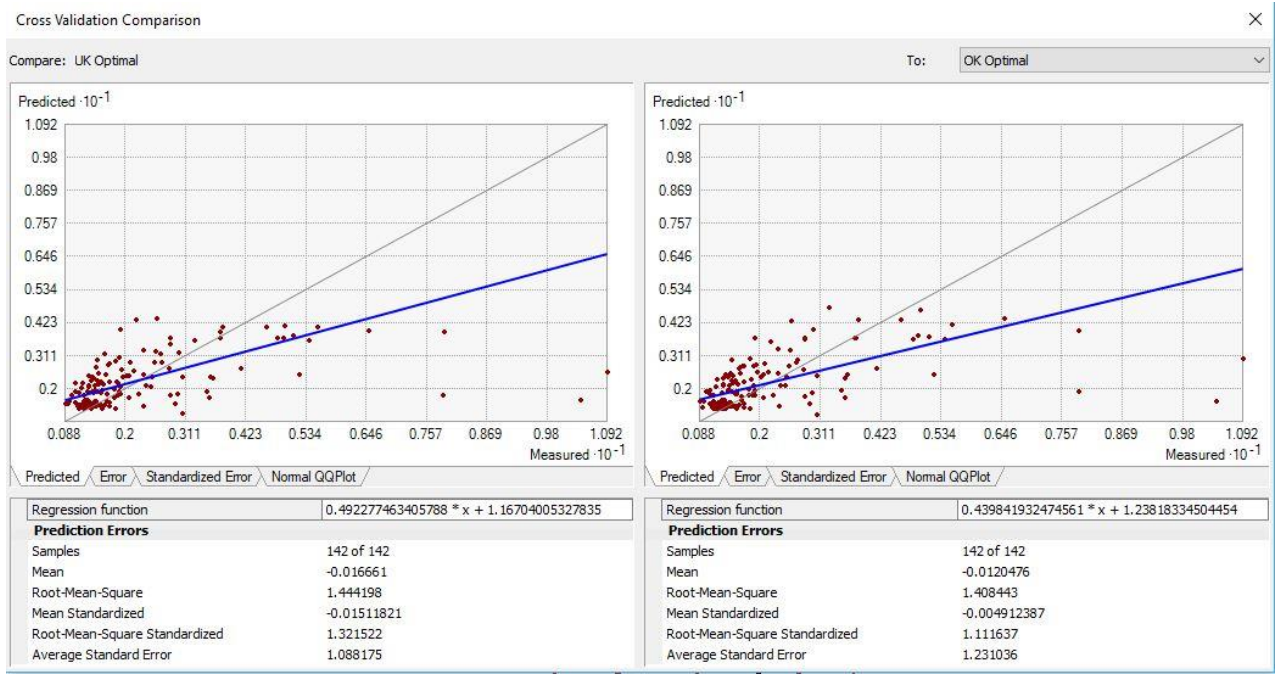 Cross Validation Comparison
Compare: UK Optimal To: OK Optimal
Predicted ·10-1
1.092
0.98
0.869
0.757
0.646
0.534
0.423
0.311
0.2
0.088 0.2 0.311 0.423 0.534 0.646 0.757 0.869 0.98 1.092
Measured ·10-1
Predicted Error Standardized Error Normal QQPlot
Regression function 0.492277463405788 * x + 1.16704005327835
Prediction Errors
Samples 142 of 142
Mean -0.016661
Root-Mean-Square 1.444198
Mean Standardized -0.01511821
Root-Mean-Square Standardized 1.321522
Average Standard Error 1.088175
Predicted ·10-1
1.092
0.98
0.869
0.757
0.646
0.534
0.423
0.311
0.2
0.088 0.2 0.311 0.423 0.534 0.646 0.757 0.869 0.98 1.092
Measured ·10-1
Predicted Error Standardized Error Normal QQPlot
Regression function 0.439841932474561 * x + 1.23818334504454
Prediction Errors
Samples 142 of 142
Mean -0.0120476
Root-Mean-Square 1.408443
Mean Standardized -0.004912387
Root-Mean-Square Standardized 1.111637
Average Standard Error 1.231036